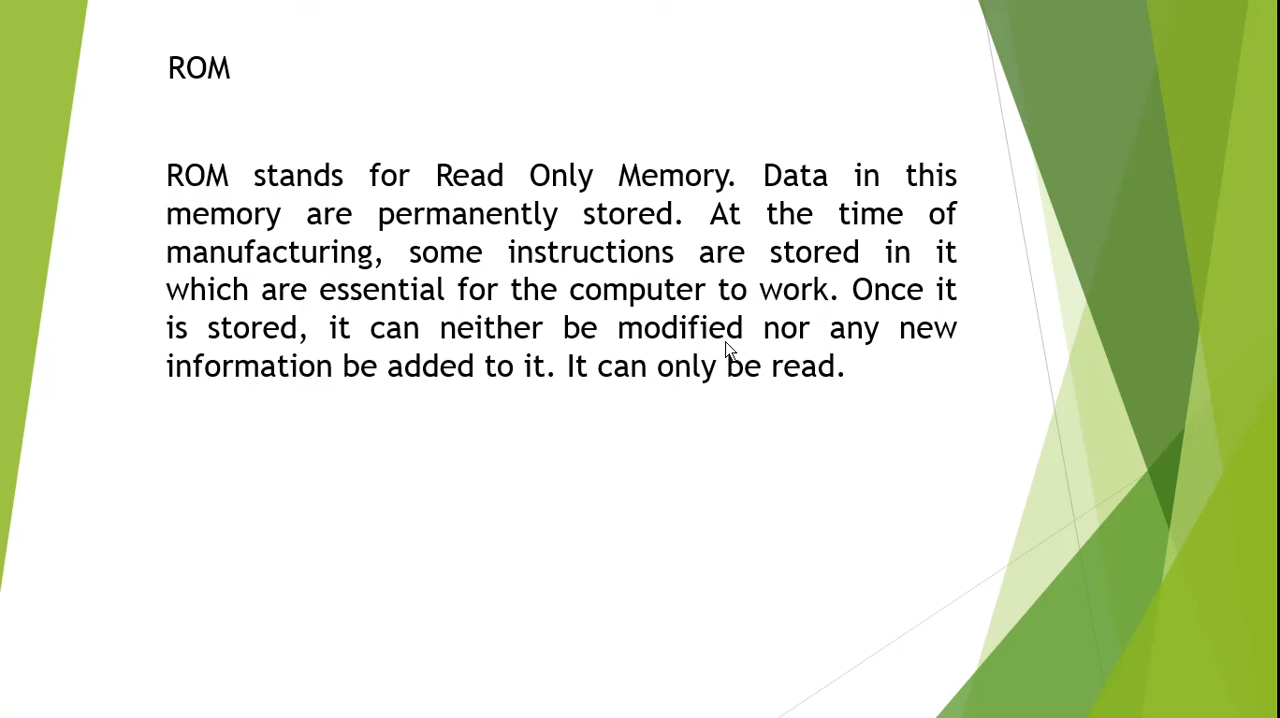 ROM
ROM stands for Read Only Memory. Data in this
memory are permanently stored. At the time of
manufacturing, some instructions are stored in it
which are essential for the computer to work. Once it
is stored, it can neither be modified nor any new
information be added to it. It can only be read.